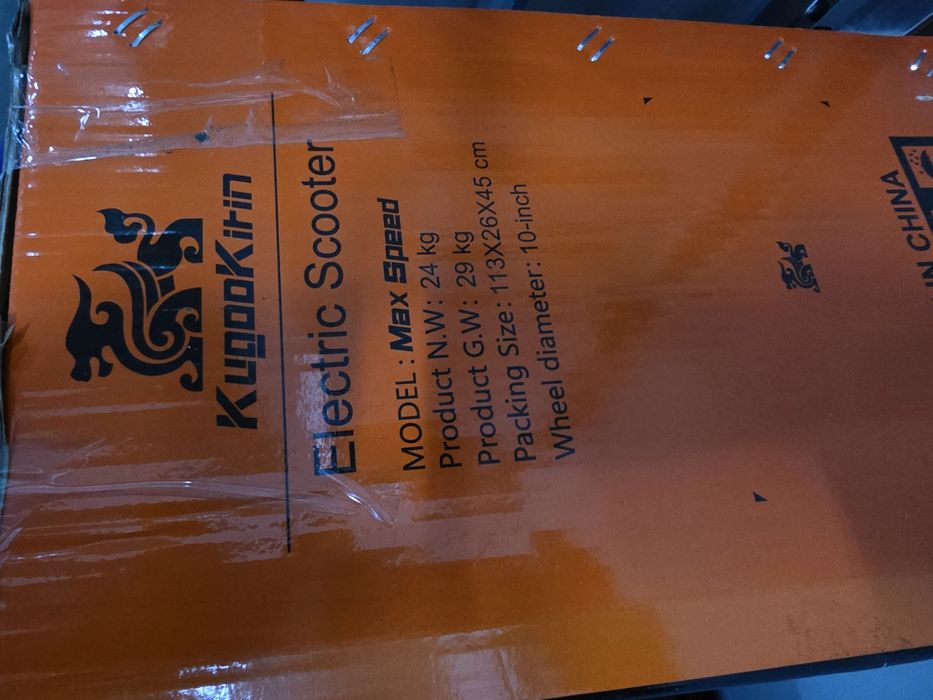 KugooKirin
Electric Scooter
MODEL : Max Speed
Product N.W: 24 kg
Product G.W: 29 kg
Packing Size: 113X26X45 cm
Wheel diameter: 10-inch
IN CHINA